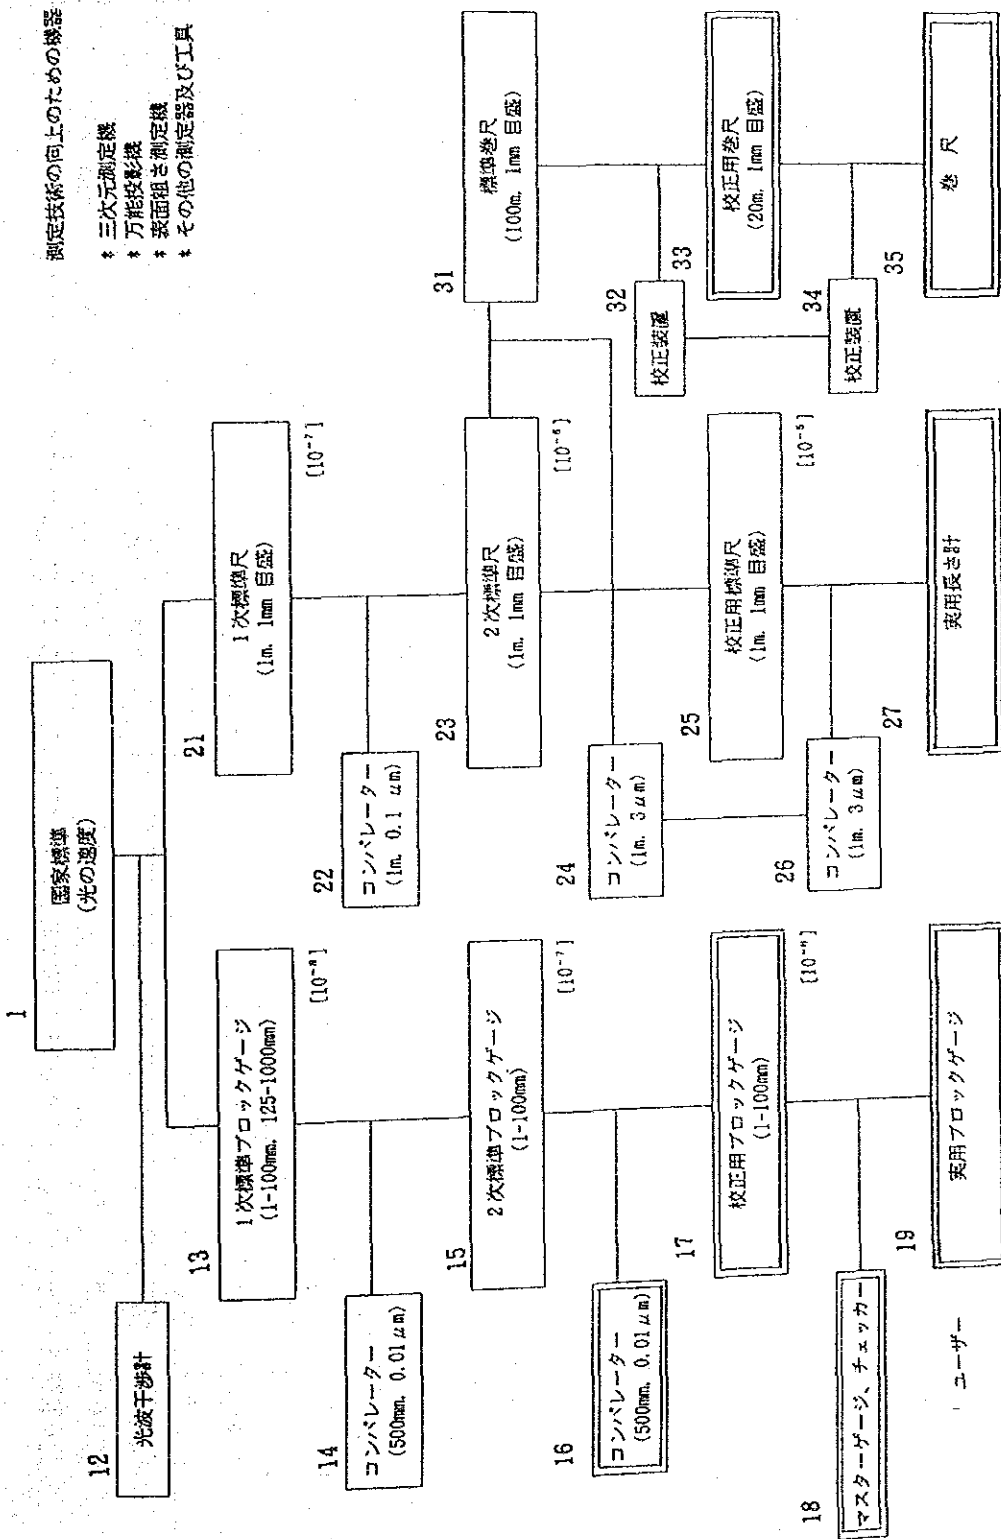 測定技術の向上のための機器
* 三次元測定機
* 万能投影機
* 表面粗さ測定機
* その他の測定器及び工具
1
国家標準
(光の速度)
12
光波干渉計
13
1次標準ブロックゲージ
(1-100mm, 125-1000mm)
[10⁻⁸]
14
コンパレーター
(500mm, 0.01μm)
15
2次標準ブロックゲージ
(1-100mm)
[10⁻⁷]
16
コンパレーター
(500mm, 0.01μm)
17
校正用ブロックゲージ
(1-100mm)
18
マスターゲージ、チェッカー
19
実用ブロックゲージ
ユーザー
21
1次標準尺
(1m, 1mm 目盛)
[10⁻⁷]
22
コンパレーター
(1m, 0.1 μm)
23
2次標準尺
(1m, 1mm 目盛)
[10⁻⁶]
24
コンパレーター
(1m, 3μm)
25
校正用標準尺
(1m, 1mm 目盛)
[10⁻⁵]
26
コンパレーター
(1m, 3μm)
27
実用長さ計
31
標準巻尺
(100m, 1mm 目盛)
32
校正装置
33
校正用巻尺
(20m, 1mm 目盛)
34
校正装置
35
巻 尺